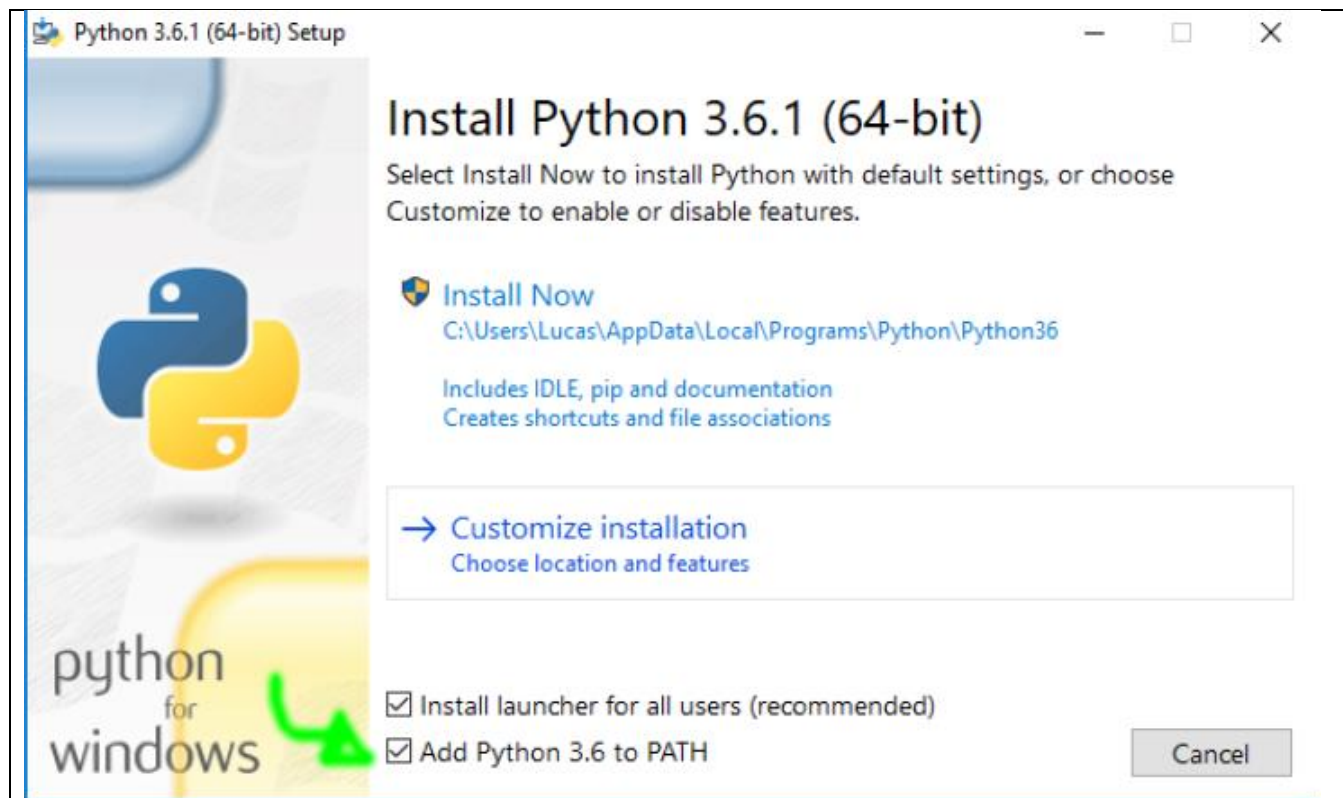 Python 3.6.1 (64-bit) Setup
Install Python 3.6.1 (64-bit)
Select Install Now to install Python with default settings, or choose
Customize to enable or disable features.
Install Now
C:\Users\Lucas\AppData\Local\Programs\Python\Python36
Includes IDLE, pip and documentation
Creates shortcuts and file associations
Customize installation
Choose location and features
python
for
windows
Install launcher for all users (recommended)
Add Python 3.6 to PATH
Cancel